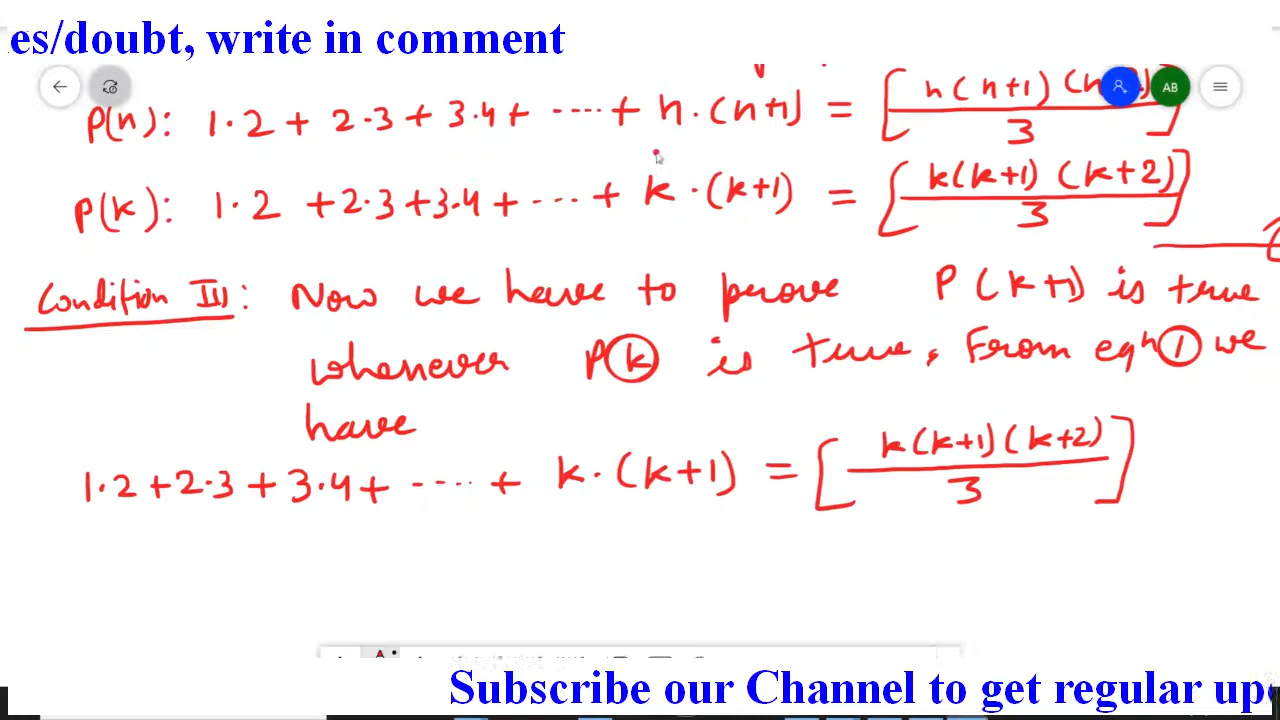 es/doubt, write in comment
AB
P(n): 1·2 + 2·3 + 3·4 + ···· + n·(n+1) = [n(n+1)(n+2)/3]
P(k): 1·2 +2·3+3·4+ ···· + k·(k+1) = [k(k+1)(k+2)/3]
Condition III: Now we have to prove P(k+1) is true
whenever P(k) is true. From eqn (1) we
have
1·2+2·3+3·4+ ····· + k·(k+1) = [k(k+1)(k+2)/3]
Subscribe our Channel to get regular up